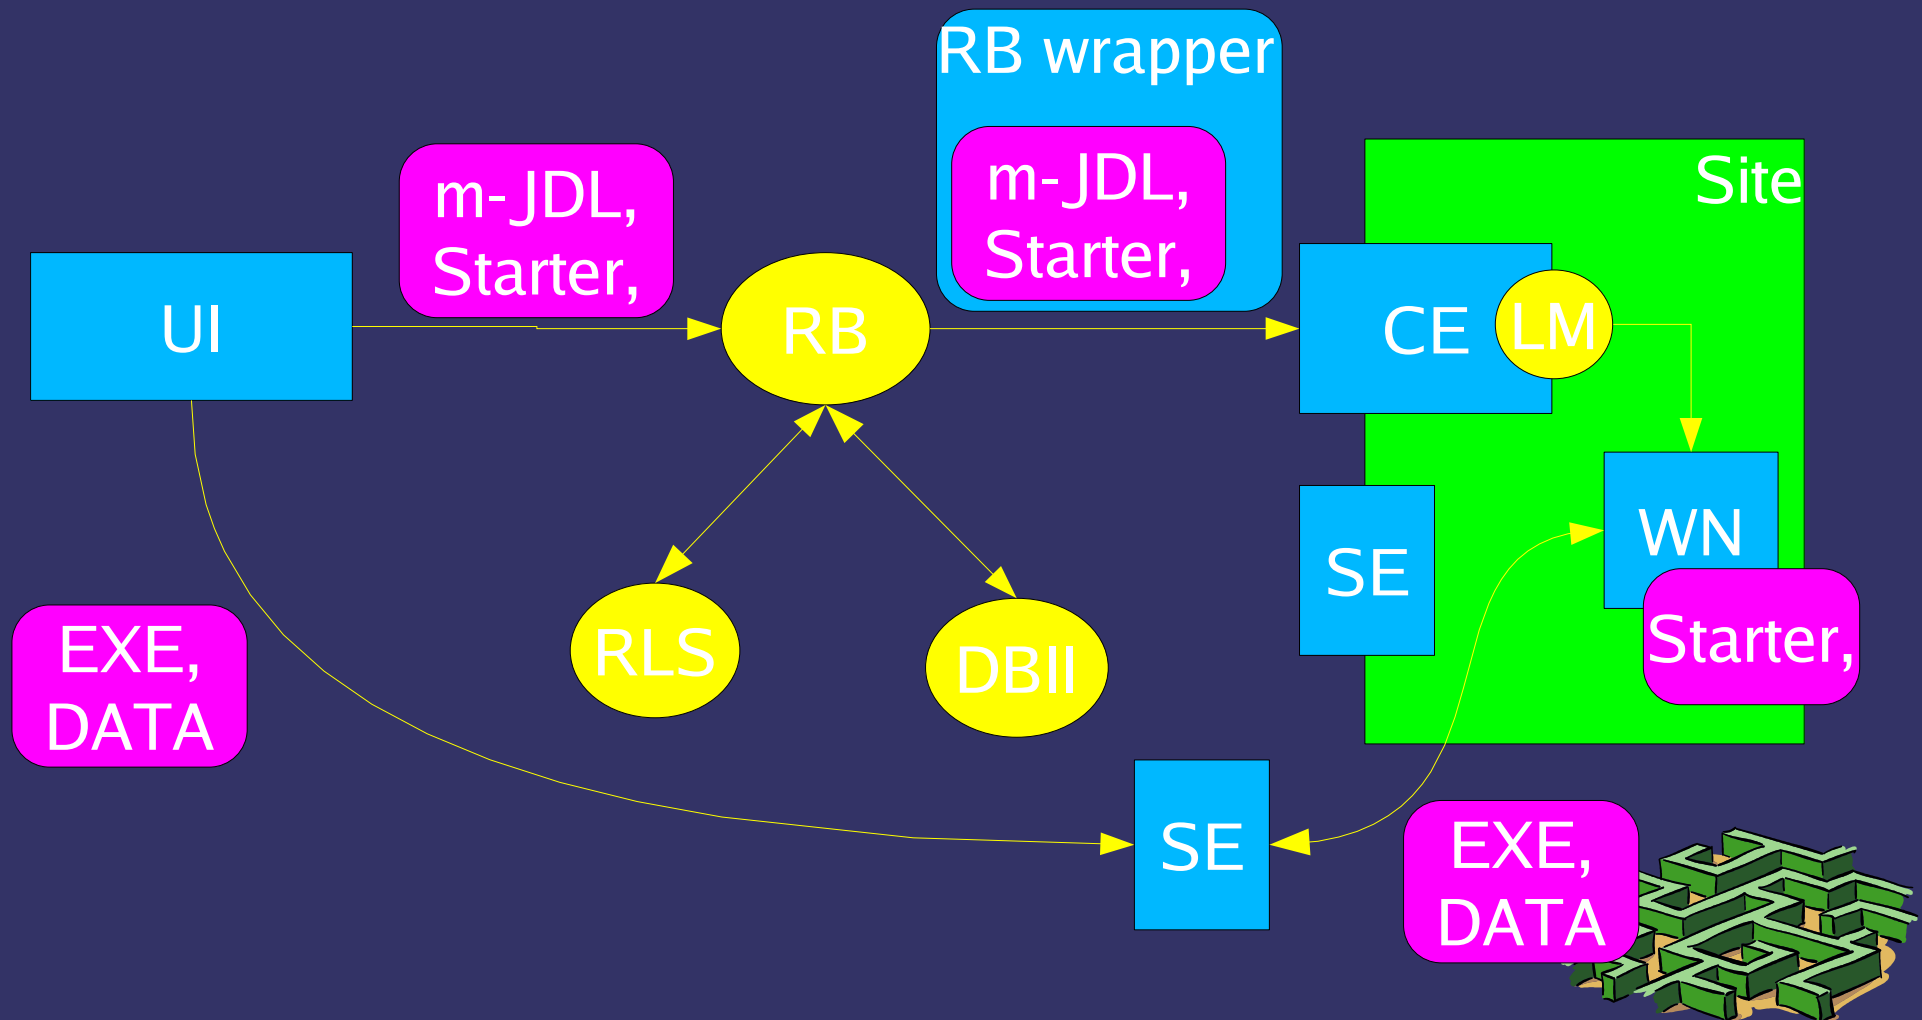 RB wrapper
m-JDL,
Starter,
m-JDL,
Starter,
Site
UI
RB
CE
LM
WN
SE
Starter,
EXE,
DATA
RLS
DBII
SE
EXE,
DATA